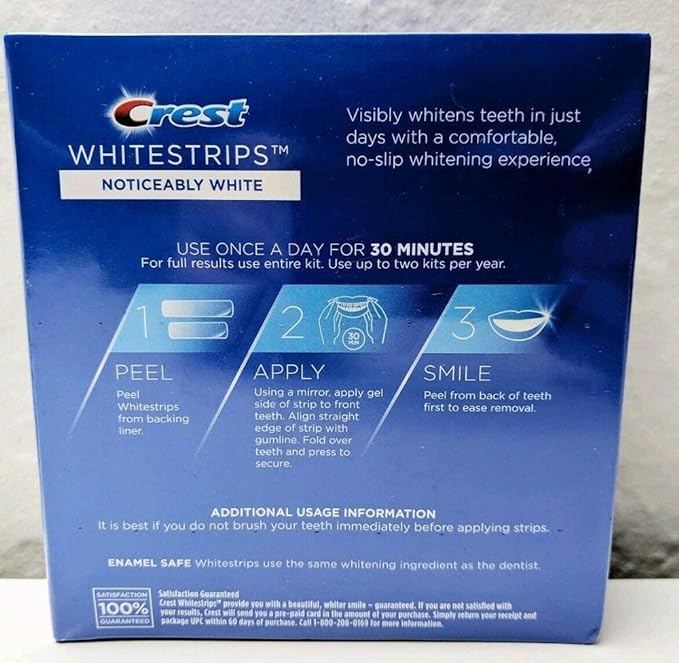 Crest
WHITESTRIPS™
NOTICEABLY WHITE
Visibly whitens teeth in just
days with a comfortable,
no-slip whitening experience
USE ONCE A DAY FOR 30 MINUTES
For full results use entire kit. Use up to two kits per year.
1
PEEL
Peel
Whitestrips
from backing
liner.
2
30
MIN
APPLY
Using a mirror, apply gel
side of strip to front
teeth. Align straight
edge of strip with
gumline. Fold over
teeth and press to
secure.
3
SMILE
Peel from back of teeth
first to ease removal.
ADDITIONAL USAGE INFORMATION
It is best if you do not brush your teeth immediately before applying strips.
ENAMEL SAFE Whitestrips use the same whitening ingredient as the dentist.
SATISFACTION
100%
GUARANTEED
Satisfaction Guaranteed
Crest Whitestrips™ provide you with a beautiful, whiter smile – guaranteed. If you are not satisfied with
your results, Crest will send you a pre-paid card in the amount of your purchase. Simply return your receipt and
package UPC within 60 days of purchase. Call 1-800-208-0169 for more information.